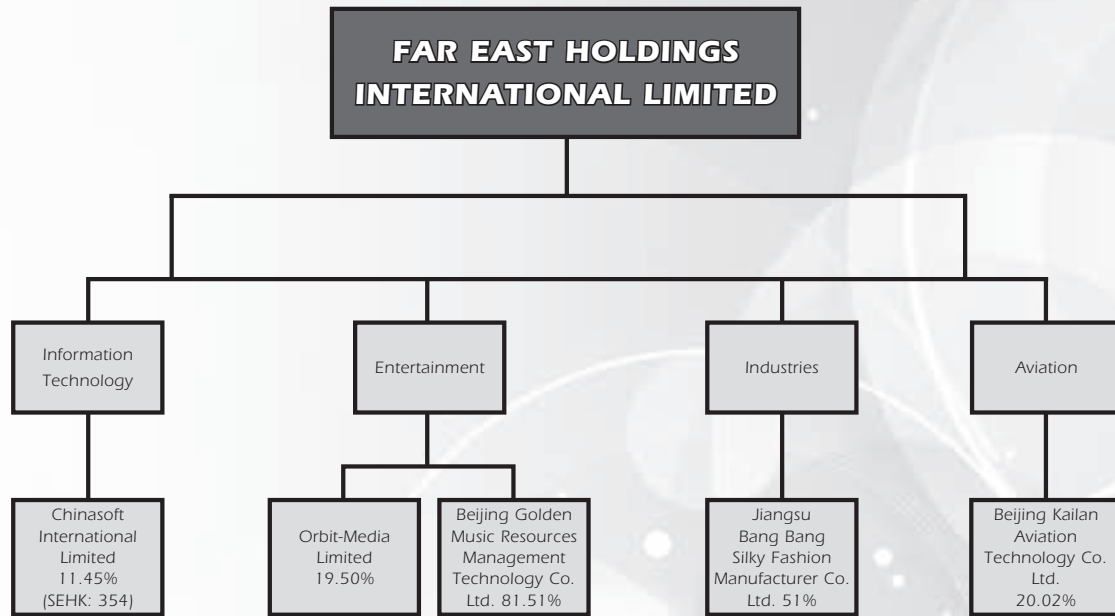 FAR EAST HOLDINGS
INTERNATIONAL LIMITED
Information
Technology
Entertainment
Industries
Aviation
Chinasoft
International
Limited
11.45%
(SEHK: 354)
Orbit-Media
Limited
19.50%
Beijing Golden
Music Resources
Management
Technology Co.
Ltd. 81.51%
Jiangsu
Bang Bang
Silky Fashion
Manufacturer Co.
Ltd. 51%
Beijing Kailan
Aviation
Technology Co.
Ltd.
20.02%